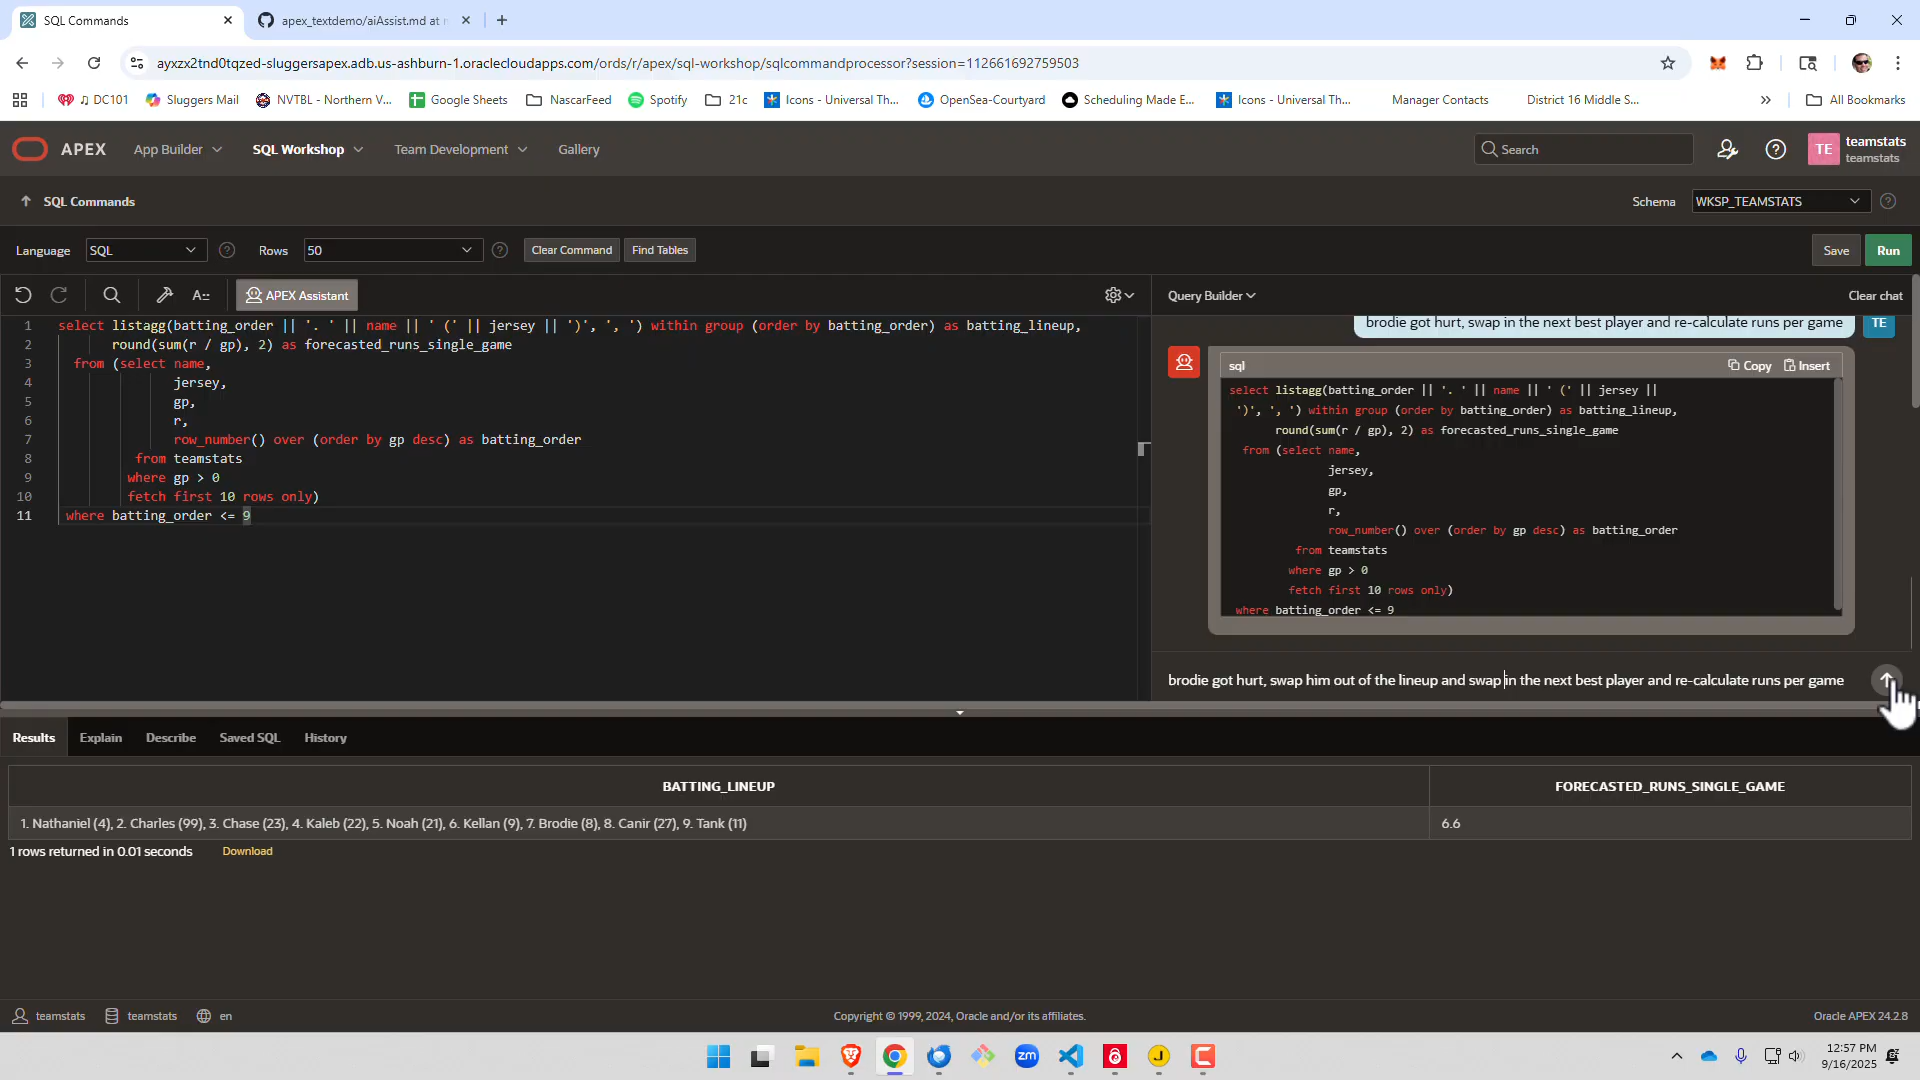 SQL Commands
apex_textdemo/aiAssist.md at
ayxzx2tnd0tqzed-sluggersapex.adb.us-ashburn-1.oraclecloudapps.com/ords/r/apex/sql-workshop/sqlcommandprocessor?session=112661692759503
♫ DC101
Sluggers Mail
NVTBL - Northern V...
Google Sheets
NascarFeed
Spotify
21c
Icons - Universal Th...
OpenSea-Courtyard
Scheduling Made E...
Icons - Universal Th...
Manager Contacts
District 16 Middle S...
All Bookmarks
APEX
App Builder
SQL Workshop
Team Development
Gallery
Search
TE
teamstats
teamstats
SQL Commands
Schema
WKSP_TEAMSTATS
Language
SQL
Rows
50
Clear Command
Find Tables
Save
Run
APEX Assistant
Query Builder
Clear chat
1 select listagg(batting_order || '. ' || name || ' (' || jersey || ')', ', ') within group (order by batting_order) as batting_lineup,
2 round(sum(r / gp), 2) as forecasted_runs_single_game
3 from (select name,
4 jersey,
5 gp,
6 r,
7 row_number() over (order by gp desc) as batting_order
8 from teamstats
9 where gp > 0
10 fetch first 10 rows only)
11 where batting_order <= 9
brodie got hurt, swap in the next best player and re-calculate runs per game
TE
sql
Copy
Insert
select listagg(batting_order || '. ' || name || ' (' || jersey ||
')', ', ') within group (order by batting_order) as batting_lineup,
round(sum(r / gp), 2) as forecasted_runs_single_game
from (select name,
jersey,
gp,
r,
row_number() over (order by gp desc) as batting_order
from teamstats
where gp > 0
fetch first 10 rows only)
where batting_order <= 9
brodie got hurt, swap him out of the lineup and swap in the next best player and re-calculate runs per game
Results
Explain
Describe
Saved SQL
History
BATTING_LINEUP
FORECASTED_RUNS_SINGLE_GAME
1. Nathaniel (4), 2. Charles (99), 3. Chase (23), 4. Kaleb (22), 5. Noah (21), 6. Kellan (9), 7. Brodie (8), 8. Canir (27), 9. Tank (11)
6.6
1 rows returned in 0.01 seconds
Download
teamstats
teamstats
en
Copyright © 1999, 2024, Oracle and/or its affiliates.
Oracle APEX 24.2.8
zm
J
C
12:57 PM
9/16/2025